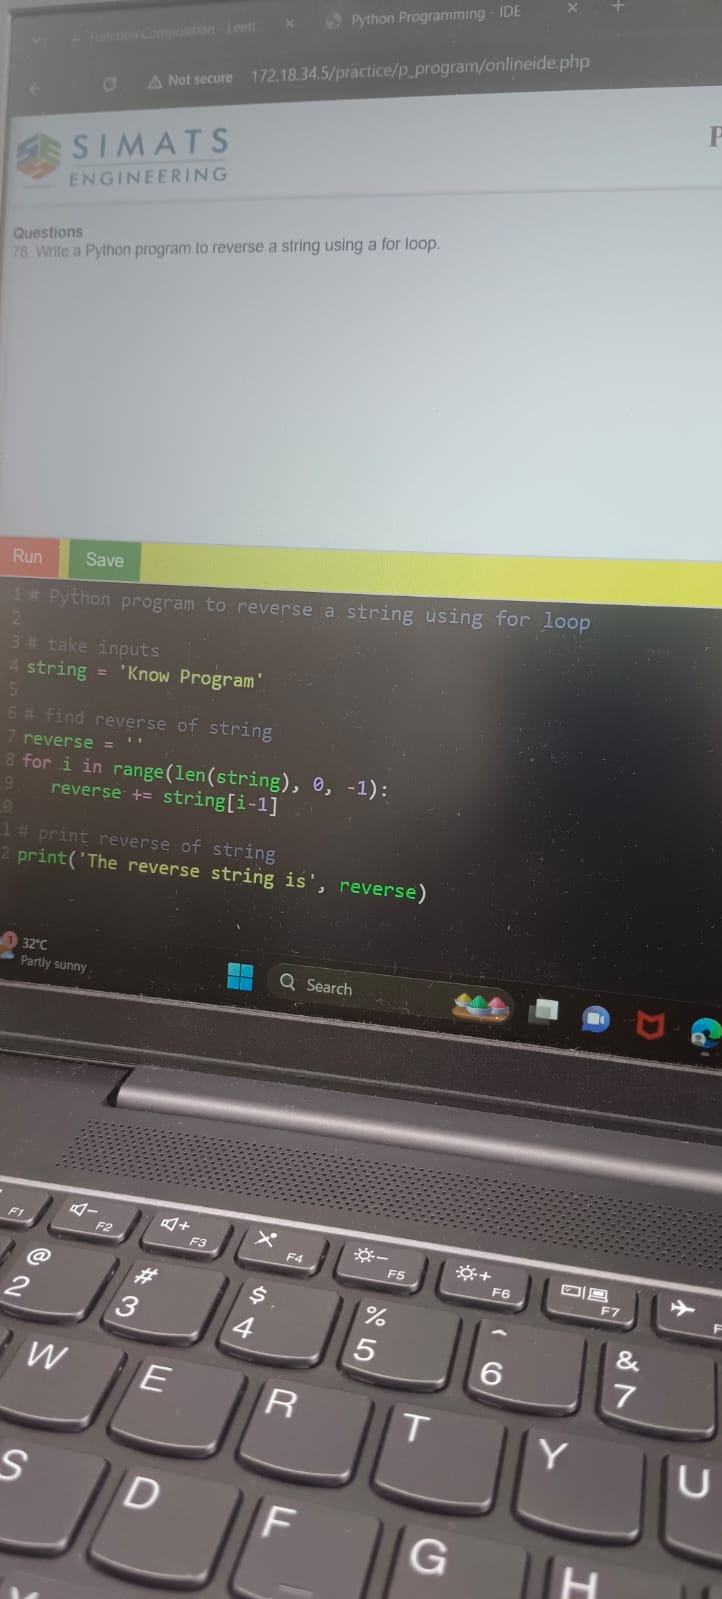 Function Composition - Leet
Python Programming - IDE
Not secure 172.18.34.5/practice/p_program/onlineide.php
SIMATS
ENGINEERING
P
Questions
78. Write a Python program to reverse a string using a for loop.
Run Save
1 # Python program to reverse a string using for loop
2
3 # take inputs
4 string = 'Know Program'
5
6 # find reverse of string
7 reverse = ''
8 for i in range(len(string), 0, -1):
9 reverse += string[i-1]
0
1 # print reverse of string
2 print('The reverse string is', reverse)
1 32°C
Partly sunny
Search
F1 F2 F3 F4 F5 F6 F7 F
@ # $ % ^ &
2 3 4 5 6 7
W E R T Y U
S D F G H